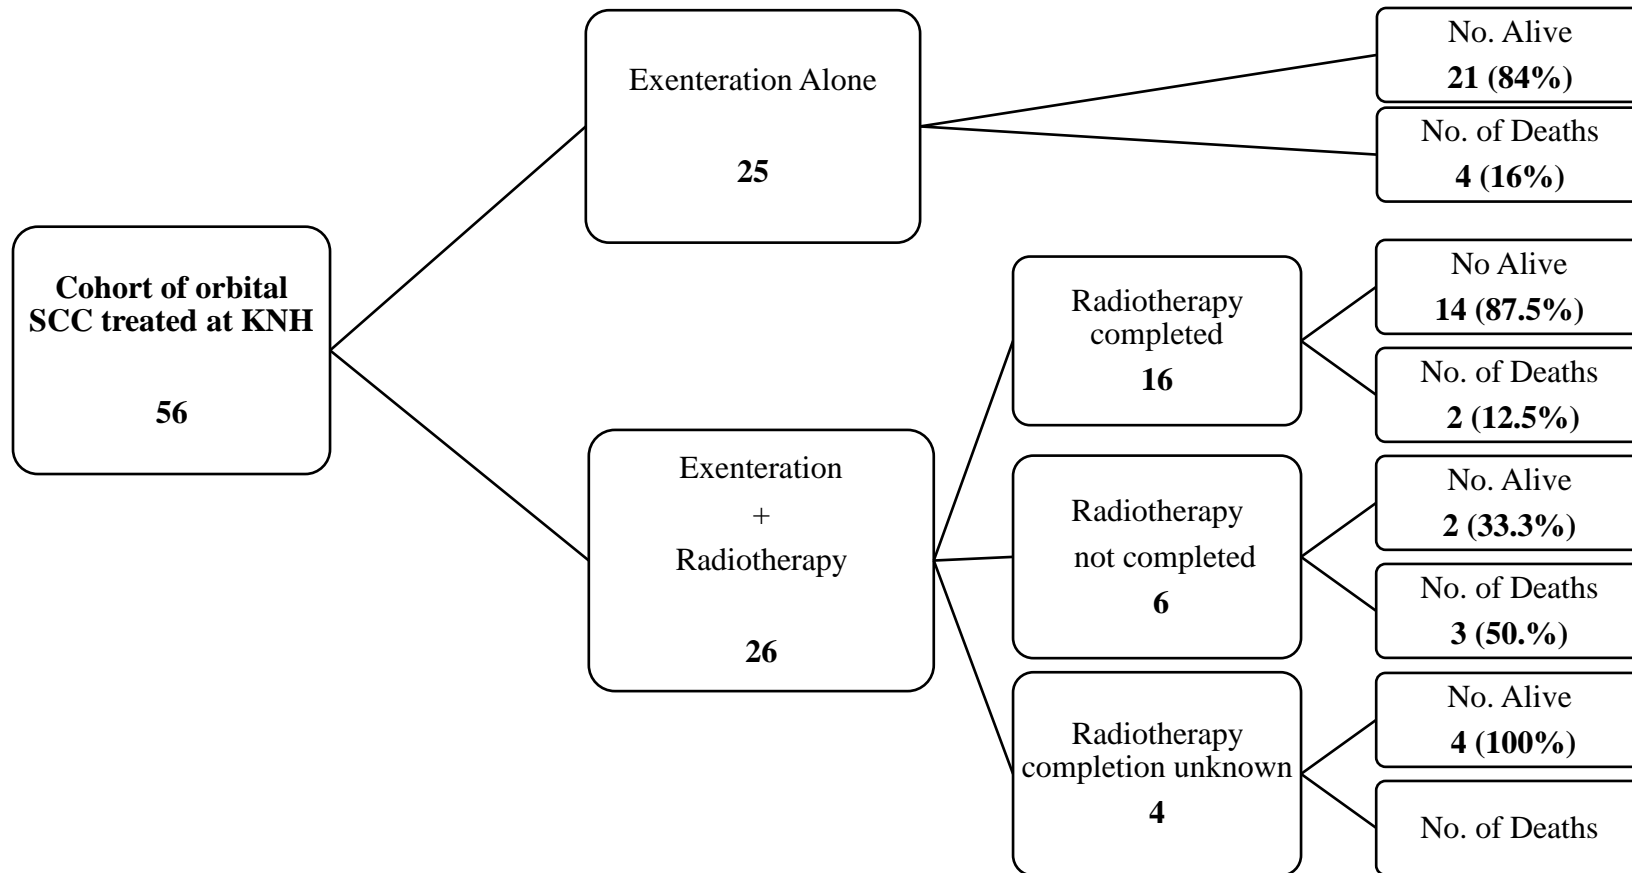 Cohort of orbital
SCC treated at KNH
56
Exenteration Alone
25
No. Alive
21 (84%)
No. of Deaths
4 (16%)
Exenteration
+
Radiotherapy
26
Radiotherapy
completed
16
No Alive
14 (87.5%)
No. of Deaths
2 (12.5%)
Radiotherapy
not completed
6
No. Alive
2 (33.3%)
No. of Deaths
3 (50.%)
Radiotherapy
completion unknown
4
No. Alive
4 (100%)
No. of Deaths